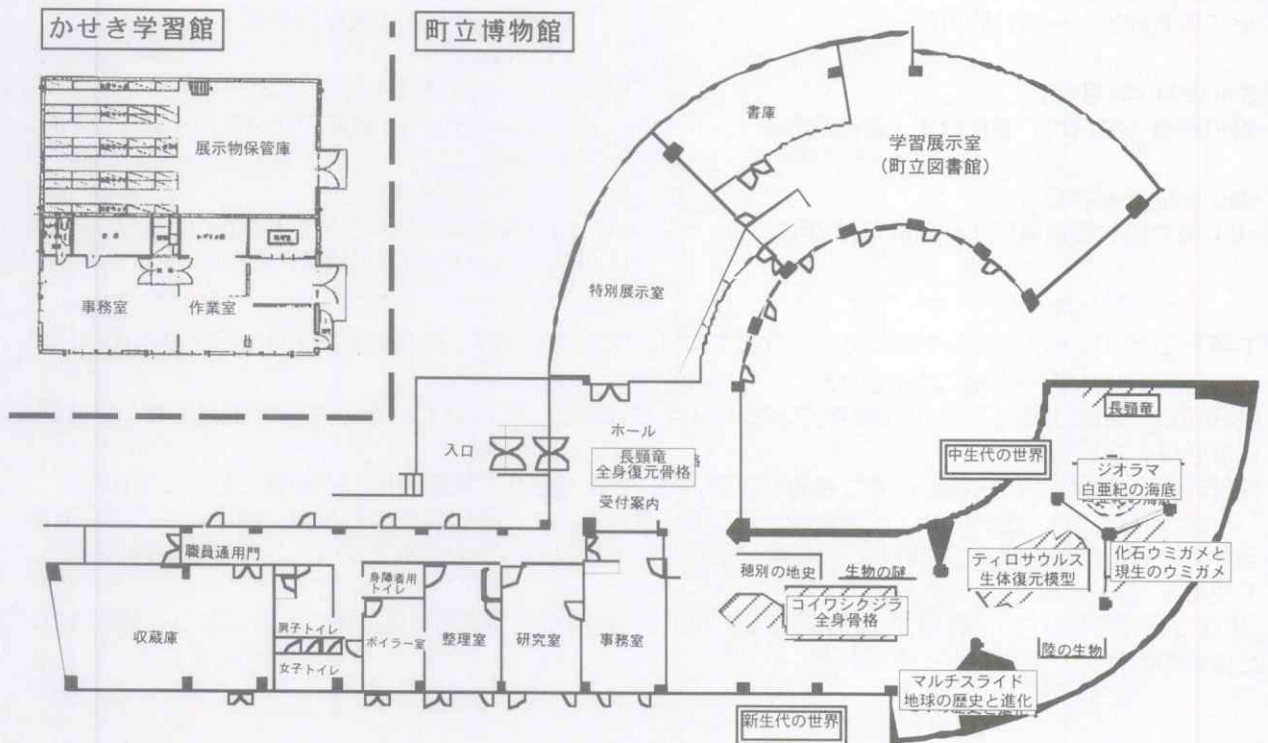 かせき学習館
町立博物館
展示物保管庫
事務室
作業室
書庫
学習展示室
(町立図書館)
特別展示室
入口
ホール
長頸竜
全身復元骨格
受付案内
長頸竜
中生代の世界
ジオラマ
白亜紀の海底
職員通用門
収蔵庫
男子トイレ
女子トイレ
身障者用
トイレ
ボイラー室
整理室
研究室
事務室
穂別の地史
生物の謎
コイワシクジラ
全身骨格
ティロサウルス
生体復元模型
化石ウミガメと
現生のウミガメ
陸の生物
マルチスライド
地球の歴史と進化
新生代の世界